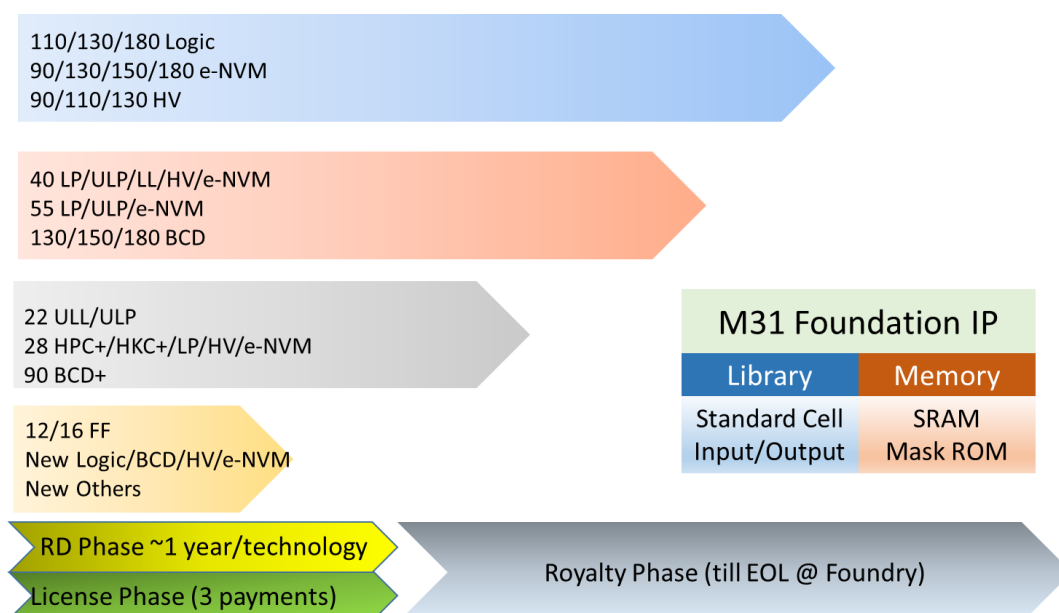 110/130/180 Logic
90/130/150/180 e-NVM
90/110/130 HV
40 LP/ULP/LL/HV/e-NVM
55 LP/ULP/e-NVM
130/150/180 BCD
22 ULL/ULP
28 HPC+/HKC+/LP/HV/e-NVM
90 BCD+
M31 Foundation IP
Library
Memory
Standard Cell
Input/Output
SRAM
Mask ROM
12/16 FF
New Logic/BCD/HV/e-NVM
New Others
RD Phase ~1 year/technology
License Phase (3 payments)
Royalty Phase (till EOL @ Foundry)